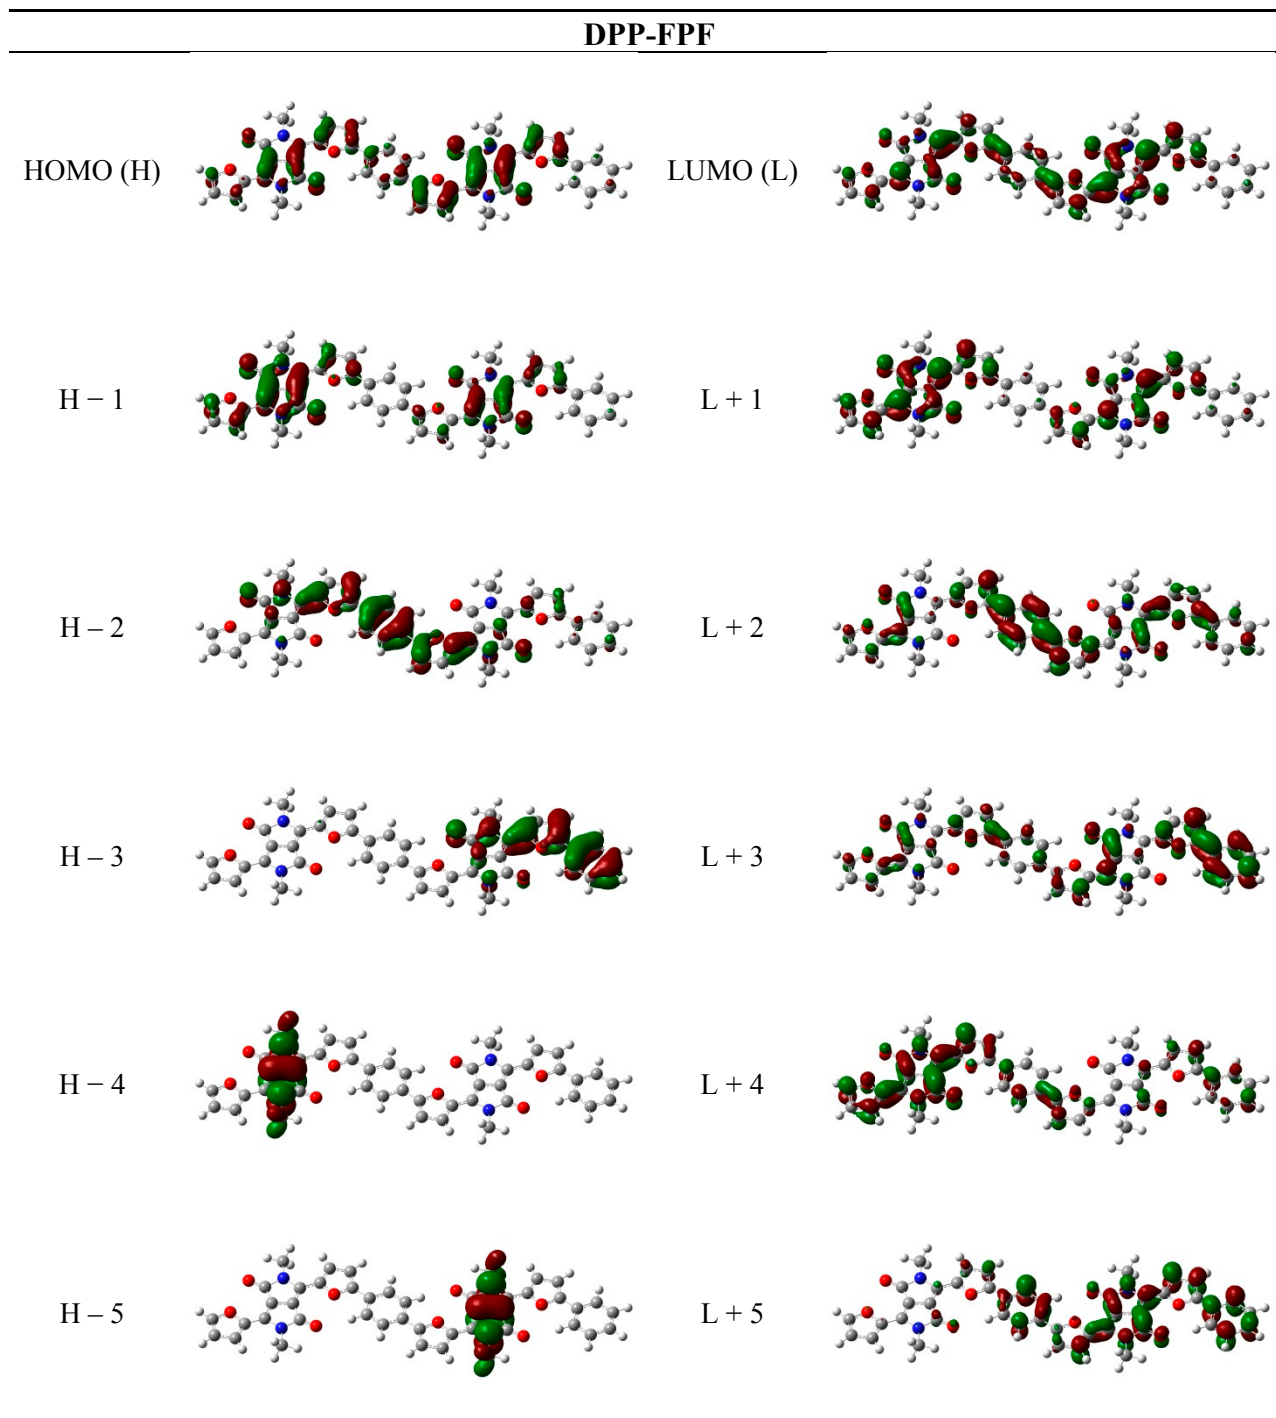 DPP-FPF
HOMO (H) LUMO (L)
H − 1 L + 1
H – 2 L + 2
H – 3 L + 3
H − 4 L + 4
H – 5 L + 5